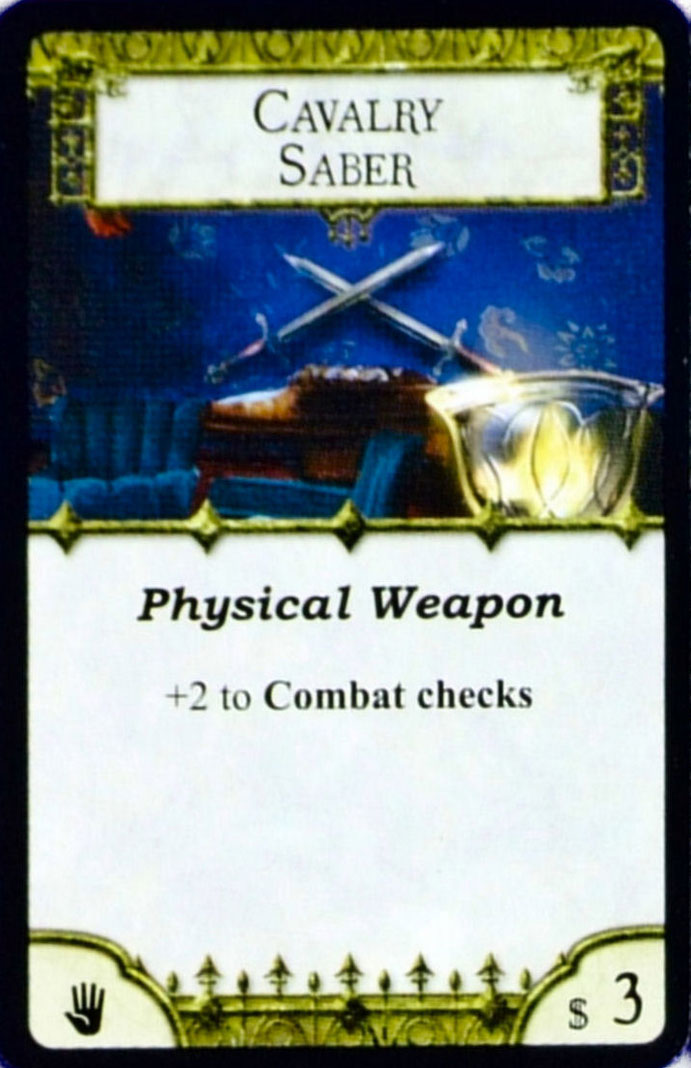 CAVALRY
SABER
Physical Weapon
+2 to Combat checks
$ 3